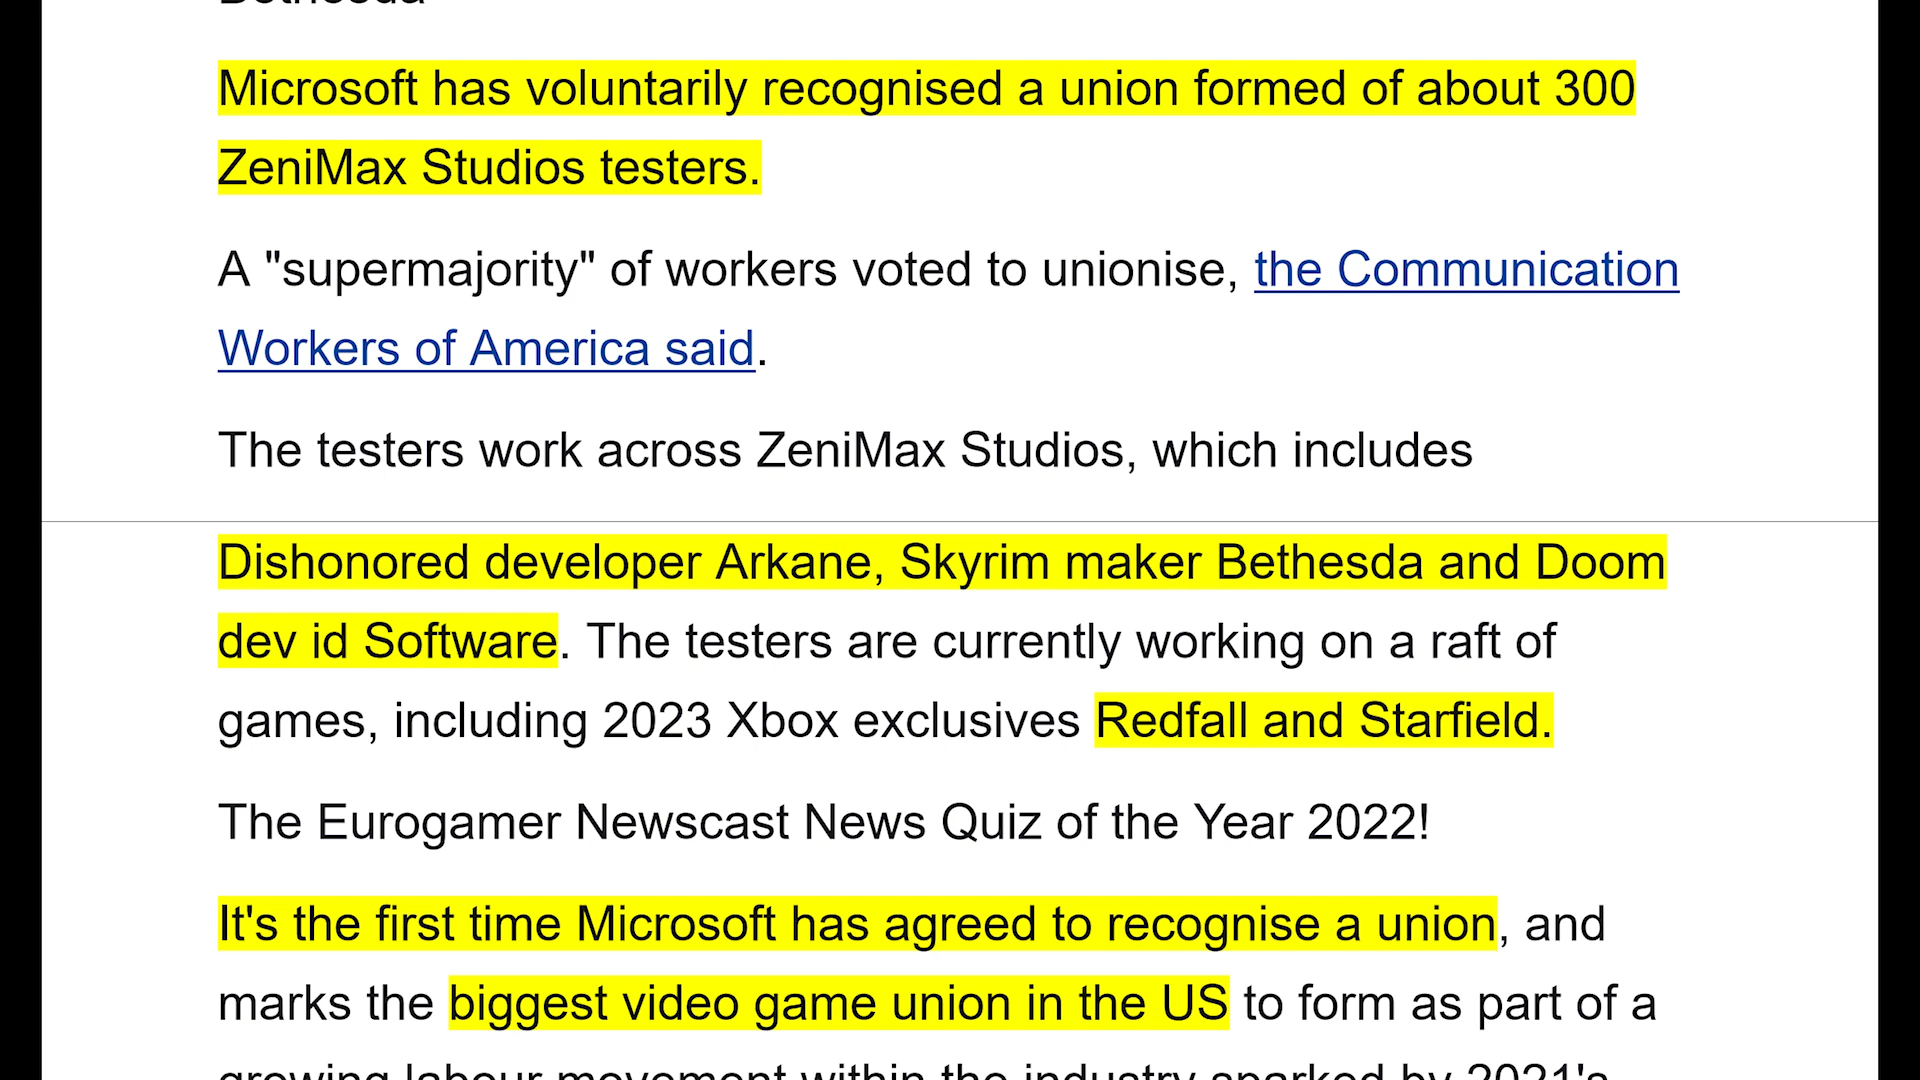 Bethesda
Microsoft has voluntarily recognised a union formed of about 300
ZeniMax Studios testers.
A "supermajority" of workers voted to unionise, the Communication
Workers of America said.
The testers work across ZeniMax Studios, which includes
Dishonored developer Arkane, Skyrim maker Bethesda and Doom
dev id Software. The testers are currently working on a raft of
games, including 2023 Xbox exclusives Redfall and Starfield.
The Eurogamer Newscast News Quiz of the Year 2022!
It's the first time Microsoft has agreed to recognise a union, and
marks the biggest video game union in the US to form as part of a
growing labour movement within the industry sparked by 2021's